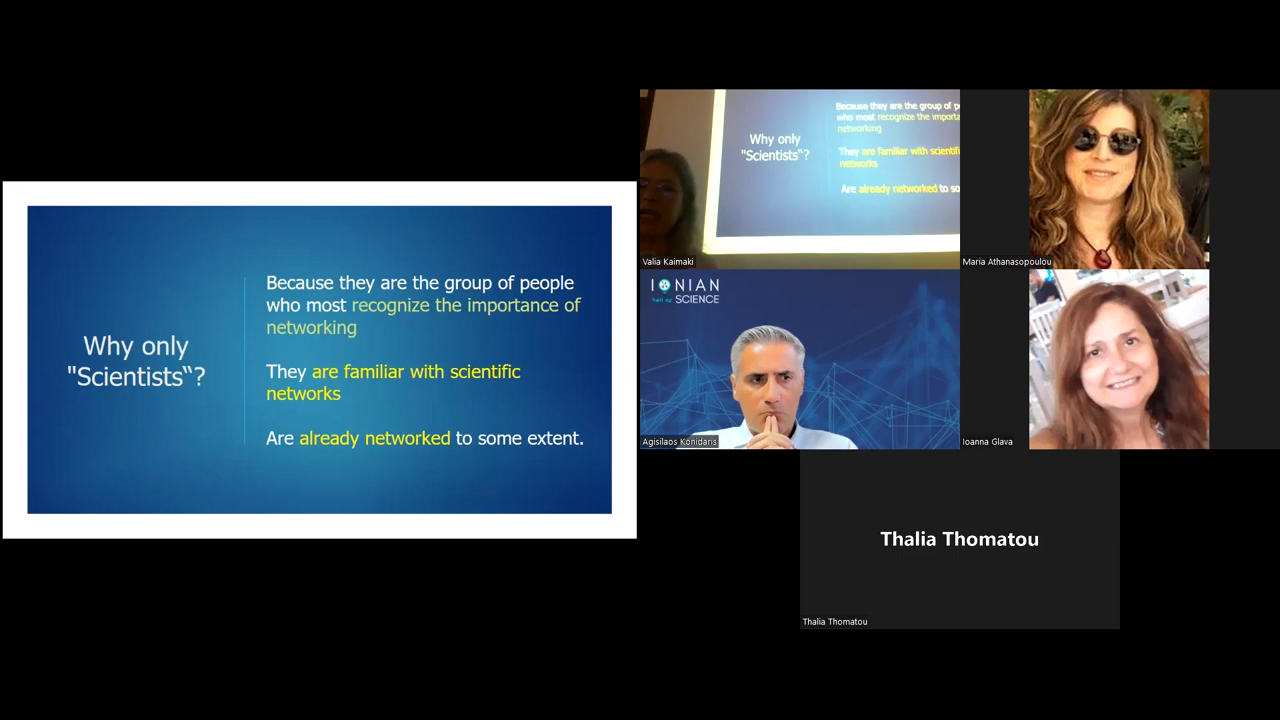 Why only
"Scientists“?
Because they are the group of people
who most recognize the importance of
networking
They are familiar with scientific
networks
Are already networked to some extent.
Why only
"Scientists“?
Because they are the group of p
who most recognize the importa
networking
They are familiar with scientif
networks
Are already networked to so
Valia Kaimaki
Maria Athanasopoulou
IONIAN
SCIENCE
Agisilaos Konidaris
Ioanna Glava
Thalia Thomatou
Thalia Thomatou